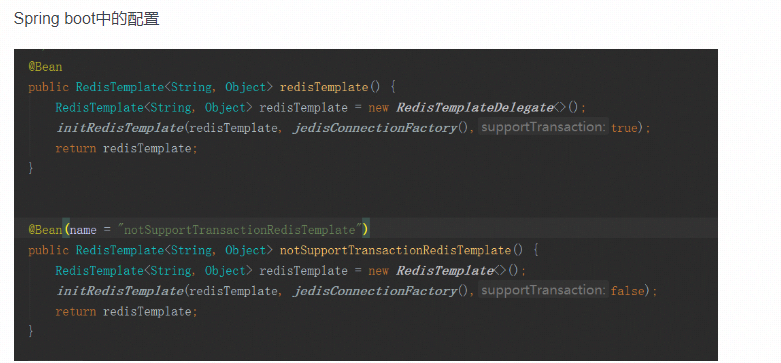 Spring boot中的配置
@Bean
public RedisTemplate<String, Object> redisTemplate() {
RedisTemplate<String, Object> redisTemplate = new RedisTemplateDelegate<>();
initRedisTemplate(redisTemplate, jedisConnectionFactory(), supportTransaction: true);
return redisTemplate;
}
@Bean(name = "notSupportTransactionRedisTemplate")
public RedisTemplate<String, Object> notSupportTransactionRedisTemplate() {
RedisTemplate<String, Object> redisTemplate = new RedisTemplate<>();
initRedisTemplate(redisTemplate, jedisConnectionFactory(), supportTransaction: false);
return redisTemplate;
}